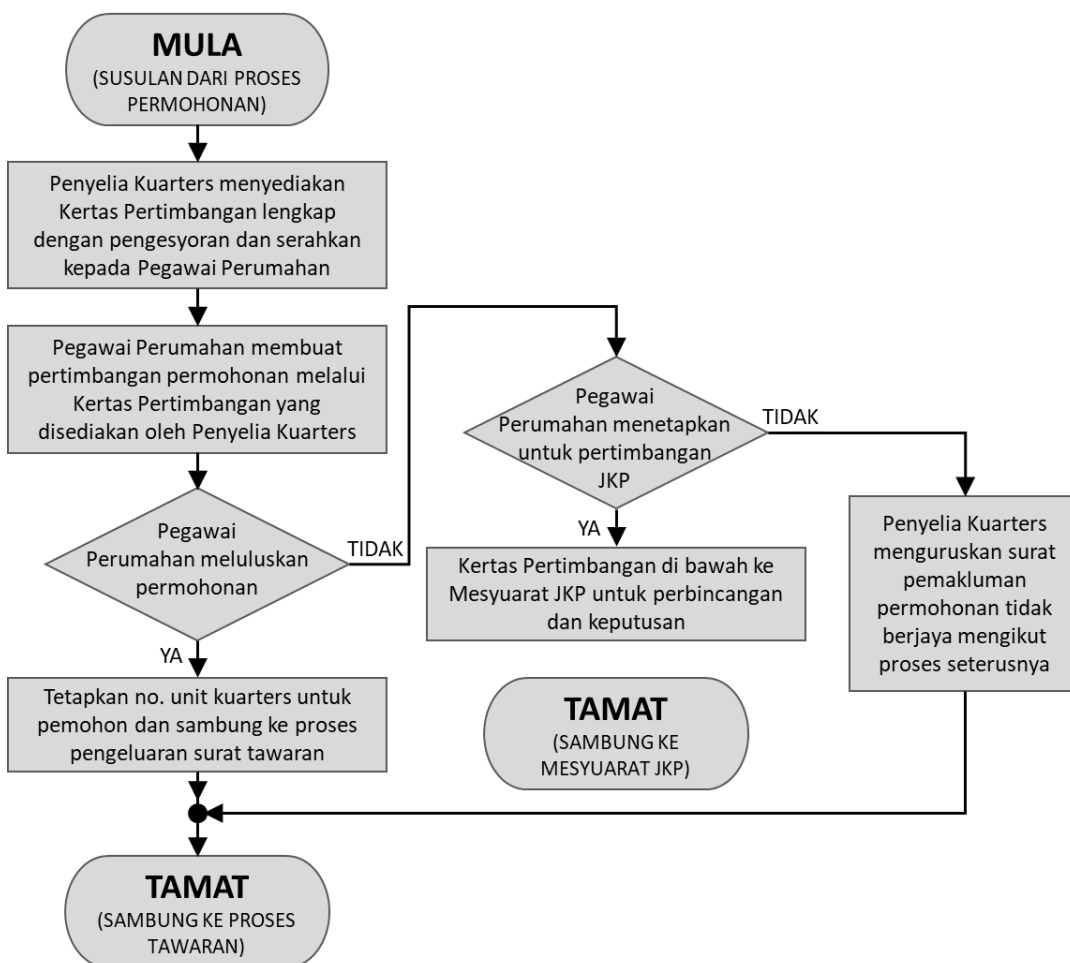 MULA
(SUSULAN DARI PROSES
PERMOHONAN)
Penyelia Kuarters menyediakan
Kertas Pertimbangan lengkap
dengan pengesyoran dan serahkan
kepada Pegawai Perumahan
Pegawai Perumahan membuat
pertimbangan permohonan melalui
Kertas Pertimbangan yang
disediakan oleh Penyelia Kuarters
Pegawai
Perumahan meluluskan
permohonan
TIDAK
YA
Tetapkan no. unit kuarters untuk
pemohon dan sambung ke proses
pengeluaran surat tawaran
Pegawai
Perumahan menetapkan
untuk pertimbangan
JKP
TIDAK
YA
Kertas Pertimbangan di bawah ke
Mesyuarat JKP untuk perbincangan
dan keputusan
TAMAT
(SAMBUNG KE
MESYUARAT JKP)
Penyelia Kuarters
menguruskan surat
pemakluman
permohonan tidak
berjaya mengikut
proses seterusnya
TAMAT
(SAMBUNG KE PROSES
TAWARAN)